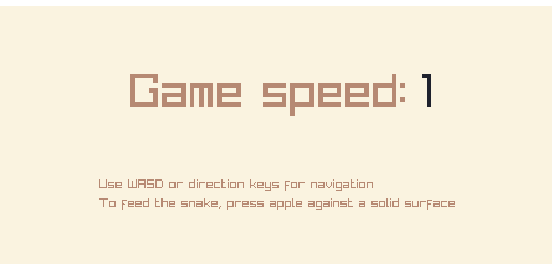 Game speed: 1
Use WASD or direction keys for navigation
To feed the snake, press apple against a solid surface